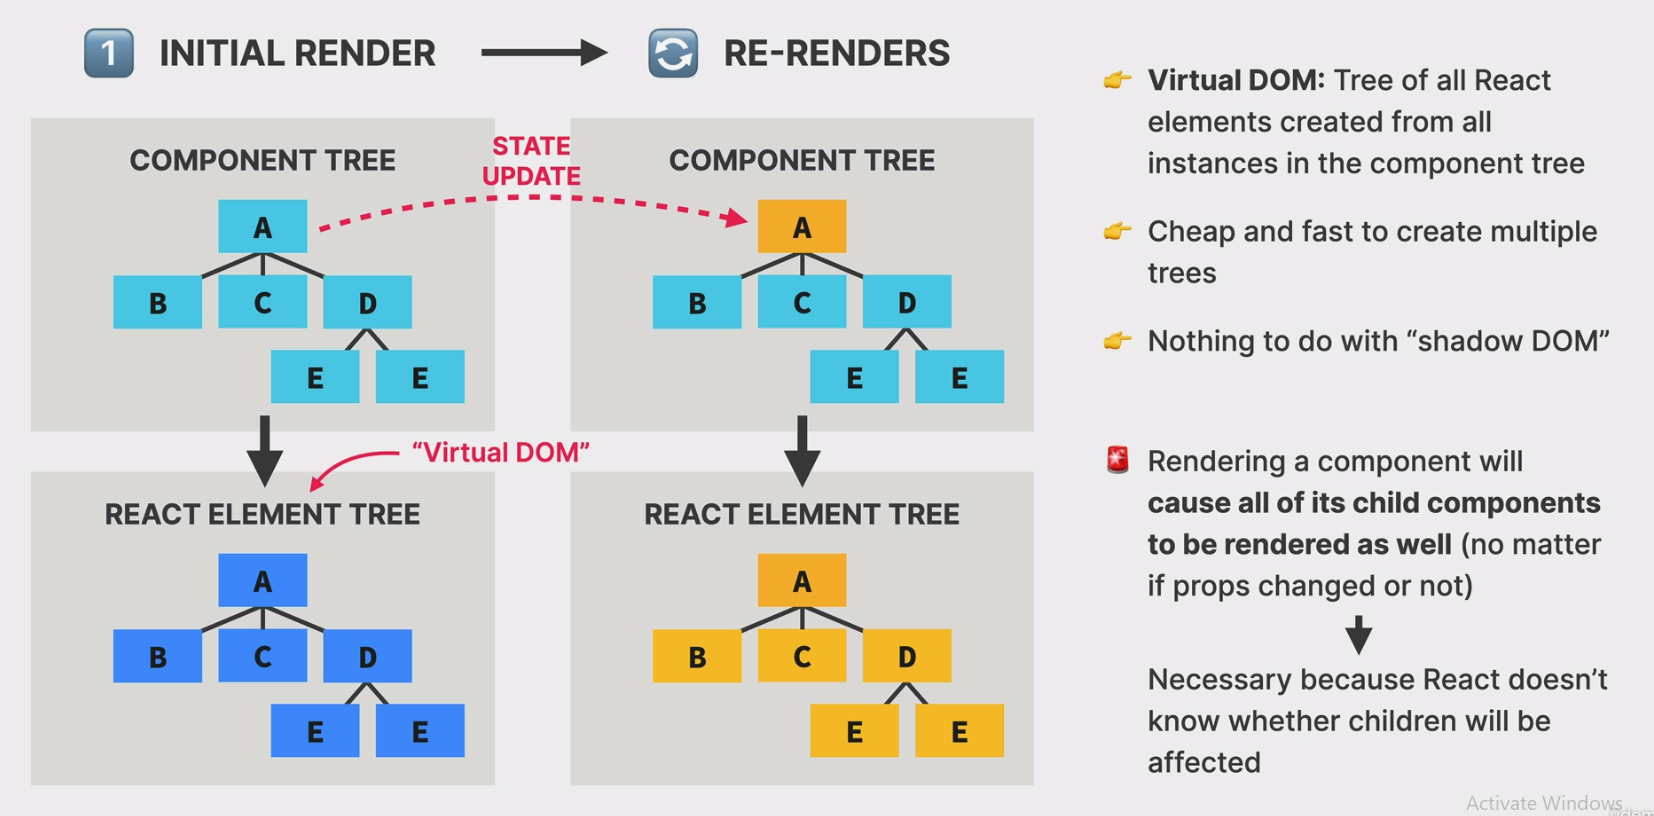 1 INITIAL RENDER
RE-RENDERS
COMPONENT TREE
A
B C D
E E
STATE
UPDATE
COMPONENT TREE
A
B C D
E E
“Virtual DOM”
REACT ELEMENT TREE
A
B C D
E E
REACT ELEMENT TREE
A
B C D
E E
Virtual DOM: Tree of all React
elements created from all
instances in the component tree
Cheap and fast to create multiple
trees
Nothing to do with “shadow DOM”
Rendering a component will
cause all of its child components
to be rendered as well (no matter
if props changed or not)
Necessary because React doesn’t
know whether children will be
affected
Activate Windows